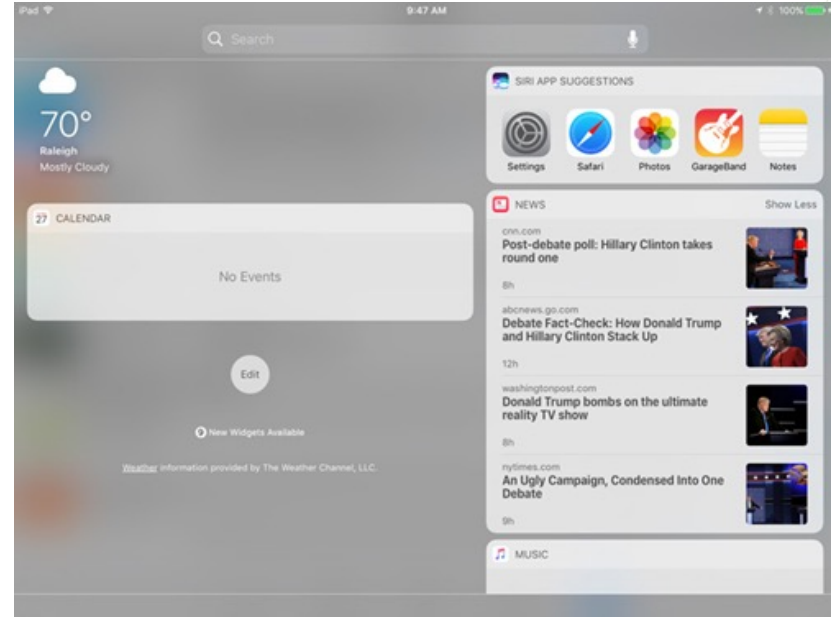 iPad
9:47 AM
100%
Search
70°
Raleigh
Mostly Cloudy
27 CALENDAR
No Events
Edit
New Widgets Available
Weather information provided by The Weather Channel, LLC.
SIRI APP SUGGESTIONS
Settings Safari Photos GarageBand Notes
NEWS Show Less
cnn.com
Post-debate poll: Hillary Clinton takes
round one
8h
abcnews.go.com
Debate Fact-Check: How Donald Trump
and Hillary Clinton Stack Up
12h
washingtonpost.com
Donald Trump bombs on the ultimate
reality TV show
8h
nytimes.com
An Ugly Campaign, Condensed Into One
Debate
9h
MUSIC